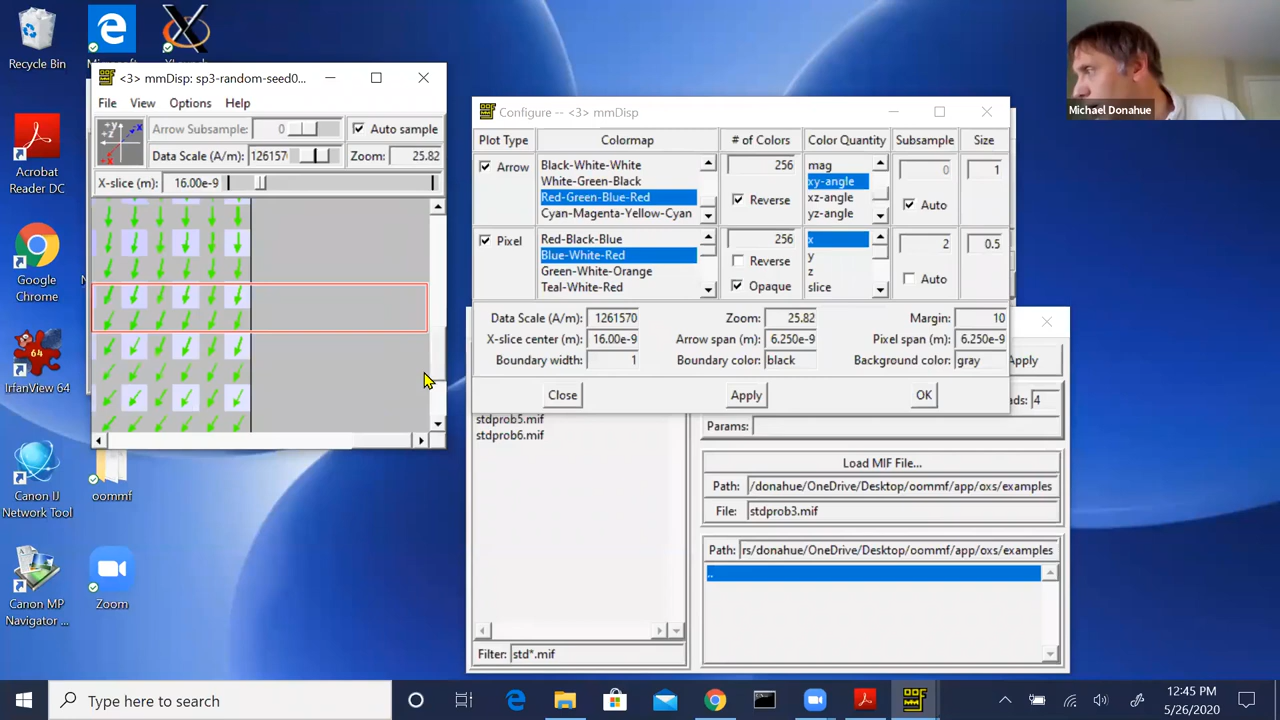 Recycle Bin
Acrobat
Reader DC
Google
Chrome
IrfanView 64
Canon IJ
Network Tool
oommf
Canon MP
Navigator ...
Zoom
<3> mmDisp: sp3-random-seed0...
File View Options Help
Arrow Subsample: 0 Auto sample
Data Scale (A/m): 126157 Zoom: 25.82
X-slice (m): 16.00e-9
+y
+z
-x
Configure -- <3> mmDisp
Plot Type Colormap # of Colors Color Quantity Subsample Size
Arrow
Black-White-White
White-Green-Black
Red-Green-Blue-Red
Cyan-Magenta-Yellow-Cyan
256
Reverse
mag
xy-angle
xz-angle
yz-angle
0
Auto
1
Pixel
Red-Black-Blue
Blue-White-Red
Green-White-Orange
Teal-White-Red
256
Reverse
Opaque
x
y
z
slice
2
Auto
0.5
Data Scale (A/m): 1261570 Zoom: 25.82 Margin: 10
X-slice center (m): 16.00e-9 Arrow span (m): 6.250e-9 Pixel span (m): 6.250e-9
Boundary width: 1 Boundary color: black Background color: gray
Close Apply OK
Apply
ads: 4
Params:
stdprob5.mif
stdprob6.mif
Filter: std*.mif
Load MIF File...
Path: /donahue/OneDrive/Desktop/oommf/app/oxs/examples
File: stdprob3.mif
Path: rs/donahue/OneDrive/Desktop/oommf/app/oxs/examples
..
Michael Donahue
Type here to search
12:45 PM
5/26/2020